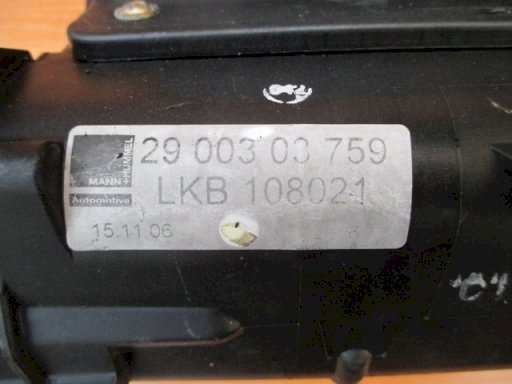 29 003 03 759
MANN+HUMMEL
LKB 108021
Automotive
15.11.06